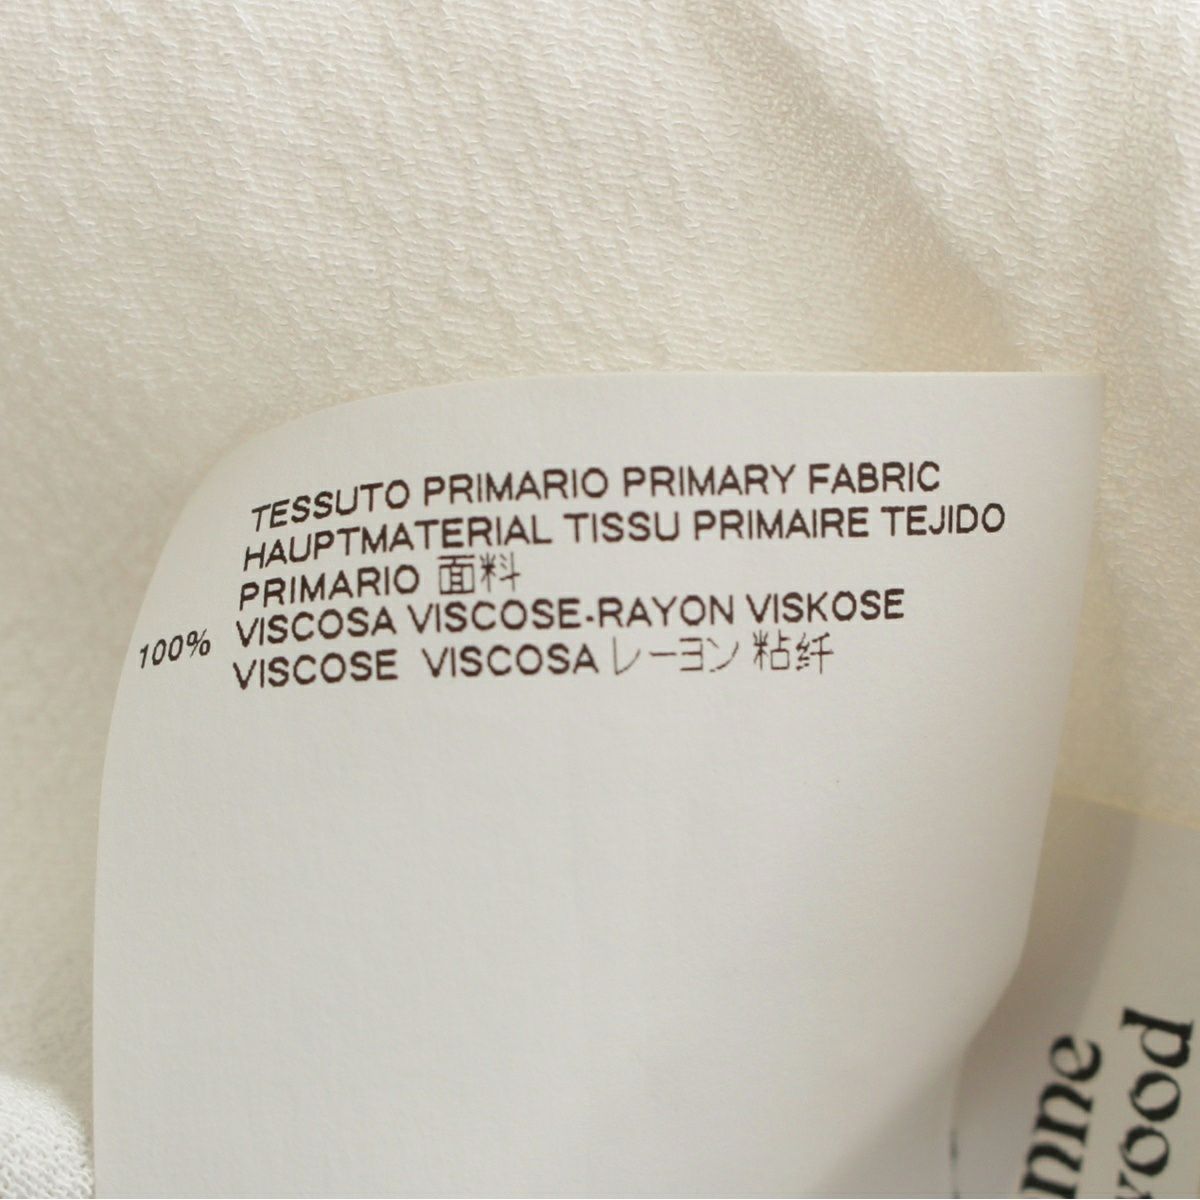 TESSUTO PRIMARIO PRIMARY FABRIC
HAUPTMATERIAL TISSU PRIMAIRE TEJIDO
PRIMARIO 面料
100% VISCOSA VISCOSE-RAYON VISKOSE
VISCOSE VISCOSA レーヨン 粘纤